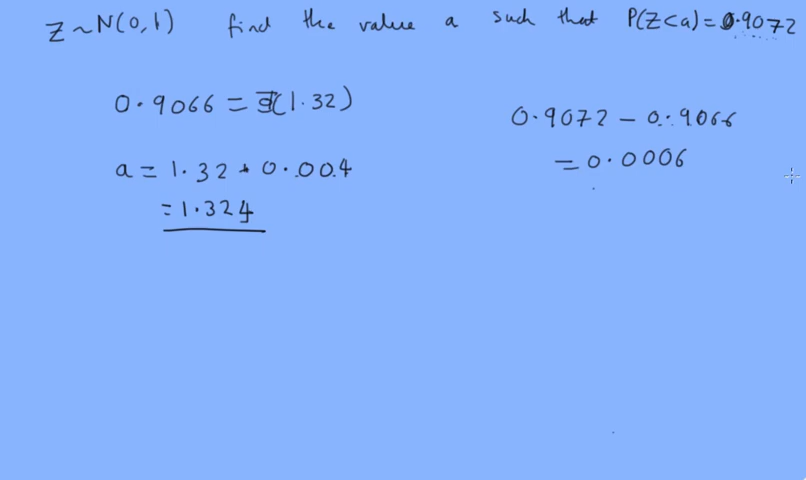 Z ~ N(0,1) find the value a such that P(Z<a) = 0.9072
0.9066 = Φ(1.32)
a = 1.32 + 0.004
= 1.324
0.9072 - 0.9066
= 0.0006